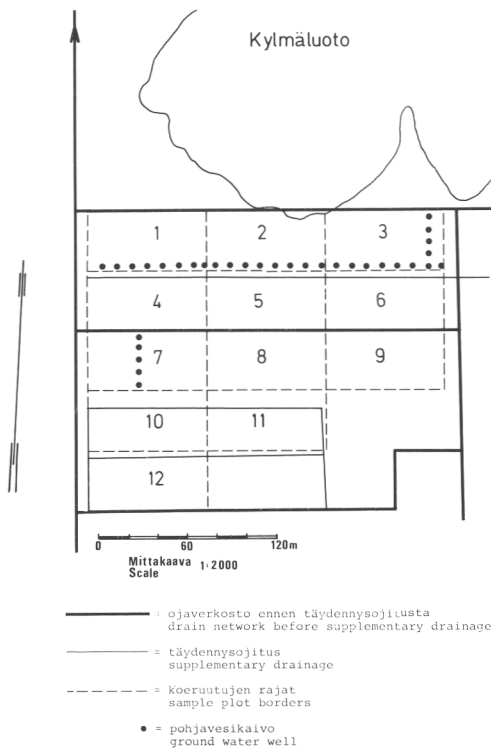 Kylmäluoto
1 2 3
4 5 6
7 8 9
10 11
12
0 60 120m
Mittakaava 1:2000
Scale
= ojaverkosto ennen täydennysojitusta
drain network before supplementary drainage
= täydennysojitus
supplementary drainage
= koeruutujen rajat
sample plot borders
= pohjavesikaivo
ground water well